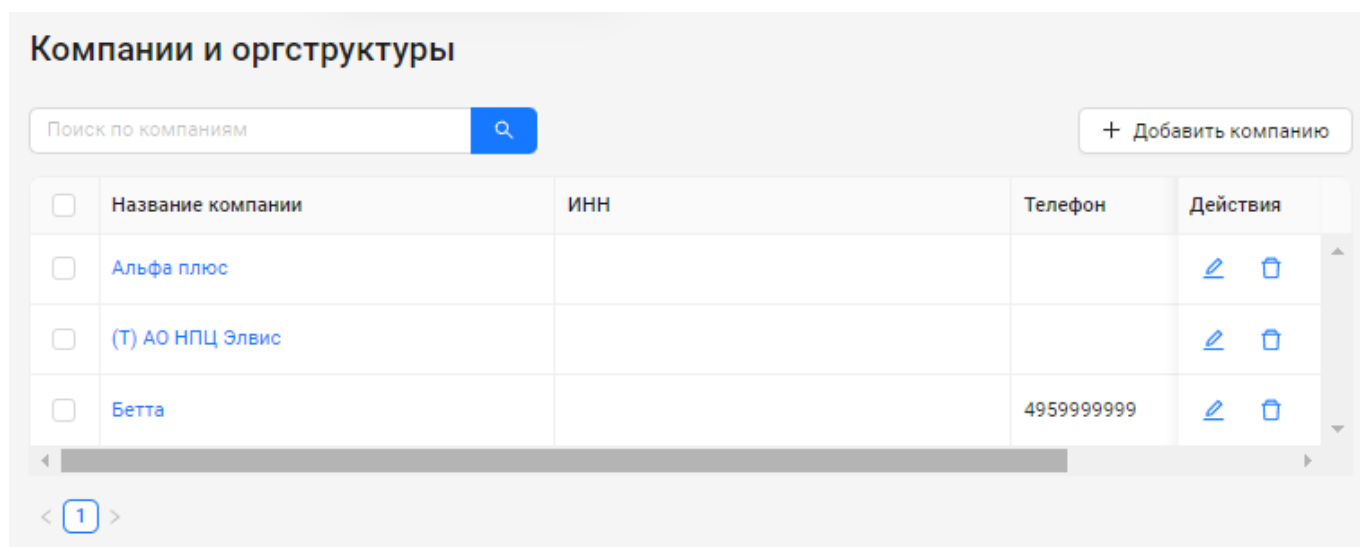 Компании и оргструктуры
Поиск по компаниям
+ Добавить компанию
Название компании ИНН Телефон Действия
Альфа плюс
(Т) АО НПЦ Элвис
Бетта 4959999999
< 1 >